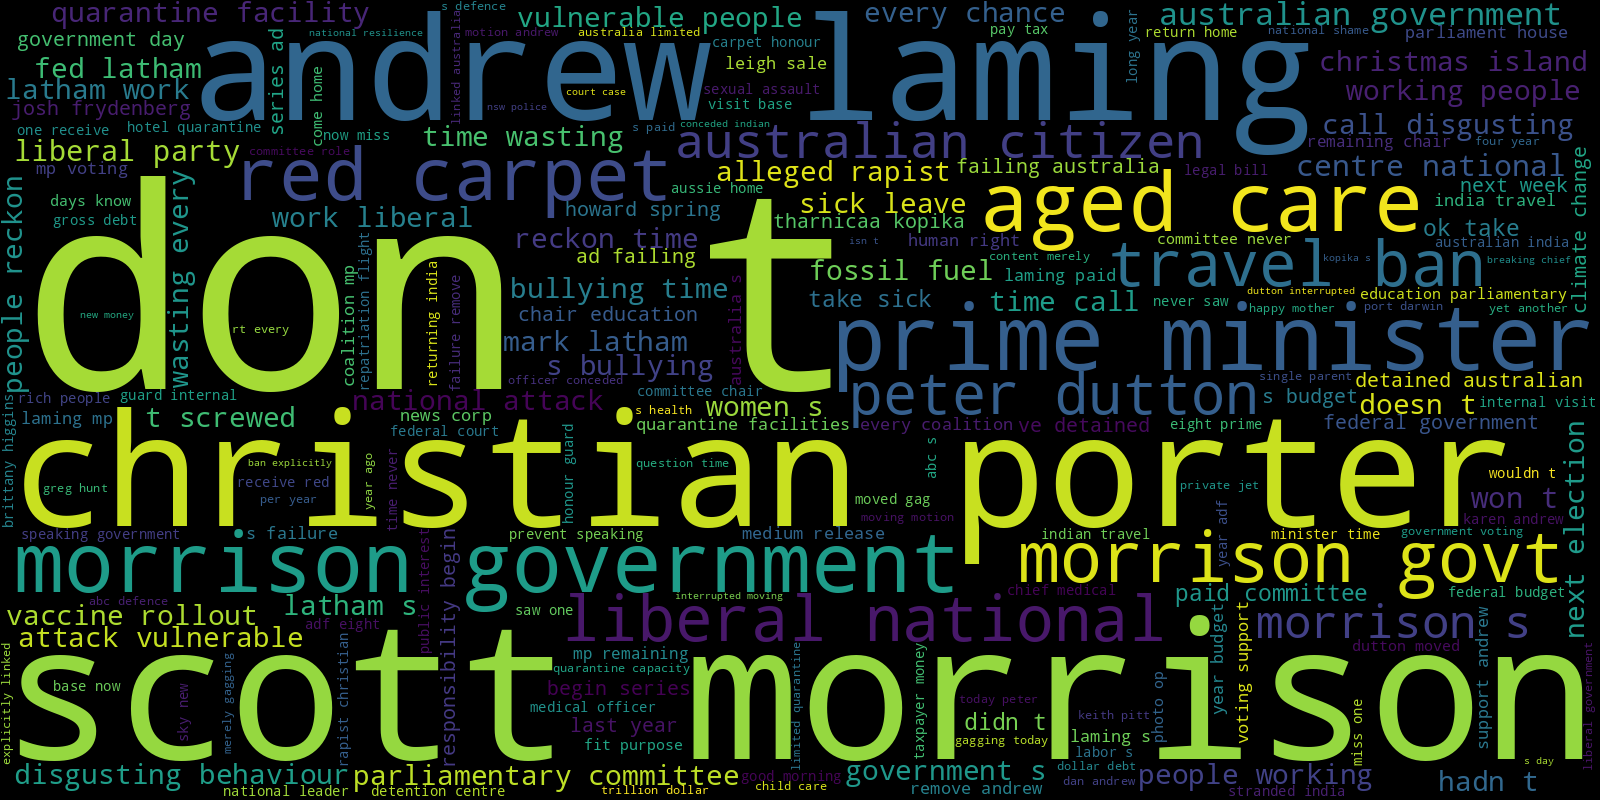 quarantine facility
s defence
vulnerable people
every chance
australian government
government day
national resilience
motion andrew
australia limited
pay tax
long year
return home
national shame
parliament house
andrew laming
fed latham
series ad
come home
linked australia
carpet honour
leigh sale
christmas island
latham work
court case
sexual assault
working people
josh frydenberg
nsw police
visit base
one receive
hotel quarantine
now miss
time wasting
s paid
conceded indian
australian citizen
call disgusting
liberal party
committee role
remaining chair
four year
mp voting
red carpet
alleged rapist
failing australia
legal bill
centre national
climate change
people reckon
wasting every
days know
aussie home
sick leave
aged care
next week
gross debt
work liberal
howard spring
tharnicaa kopika
india travel
ok take
don t
reckon time
isn t
human right
committee never
australian india
ad failing
content merely
travel ban
kopika s
breaking chief
repatriation flight
coalition mp
returning india
failure remove
australia s
fossil fuel
laming paid
bullying time
take sick
time call
never saw
dutton interrupted
education parliamentary
new money
rt every
chair education
happy mother
port darwin
yet another
prime minister
mark latham
s bullying
officer conceded
peter dutton
single parent
detained australian
rich people
guard internal
national attack
committee chair
s budget
doesn t
internal visit
brittany higgins
laming mp
t screwed
news corp
s health
women s
federal court
quarantine facilities
every coalition
ve detained
eight prime
federal government
christian porter
honour guard
abc s
next election
ban explicitly
year ago
time never
question time
wouldn t
greg hunt
receive red
per year
private jet
won t
moved gag
moving motion
year adf
karen andrew
speaking government
s failure
public interest
responsibility begin
prevent speaking
medium release
indian travel
minister time
government voting
morrison government
morrison govt
chief medical
interrupted moving
paid committee
federal budget
abc defence
latham s
saw one
vaccine rollout
adf eight
liberal national
year budget
voting support
morrison s
support andrew
attack vulnerable
explicitly linked
merely gagging
rapist christian
mp remaining
limited quarantine
taxpayer money
photo op
dutton moved
liberal government
scott morrison
quarantine capacity
base now
sky new
begin series
today peter
medical officer
keith pitt
last year
didn t
miss one
laming s
fit purpose
gagging today
labor s
s day
disgusting behaviour
parliamentary committee
good morning
government s
dollar debt
people working
hadn t
national leader
detention centre
trillion dollar
child care
remove andrew
dan andrew
stranded india